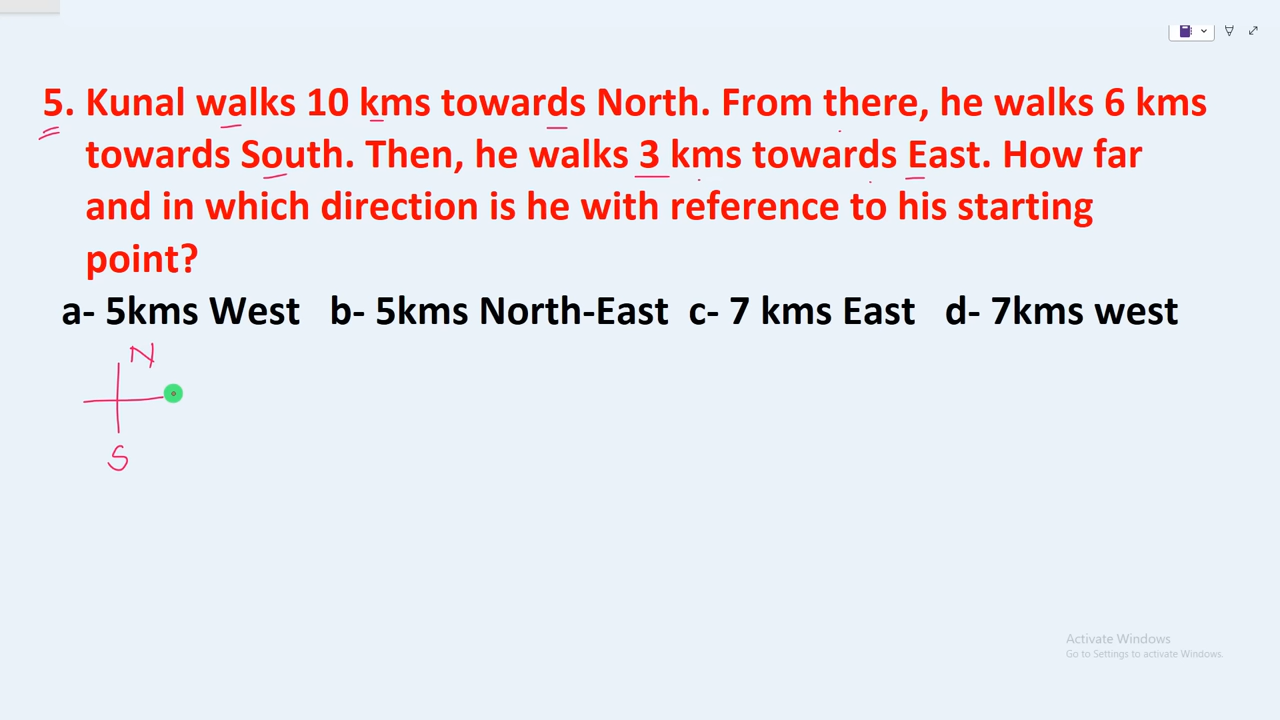 5. Kunal walks 10 kms towards North. From there, he walks 6 kms
towards South. Then, he walks 3 kms towards East. How far
and in which direction is he with reference to his starting
point?
a- 5kms West b- 5kms North-East c- 7 kms East d- 7kms west
N
S
Activate Windows
Go to Settings to activate Windows.